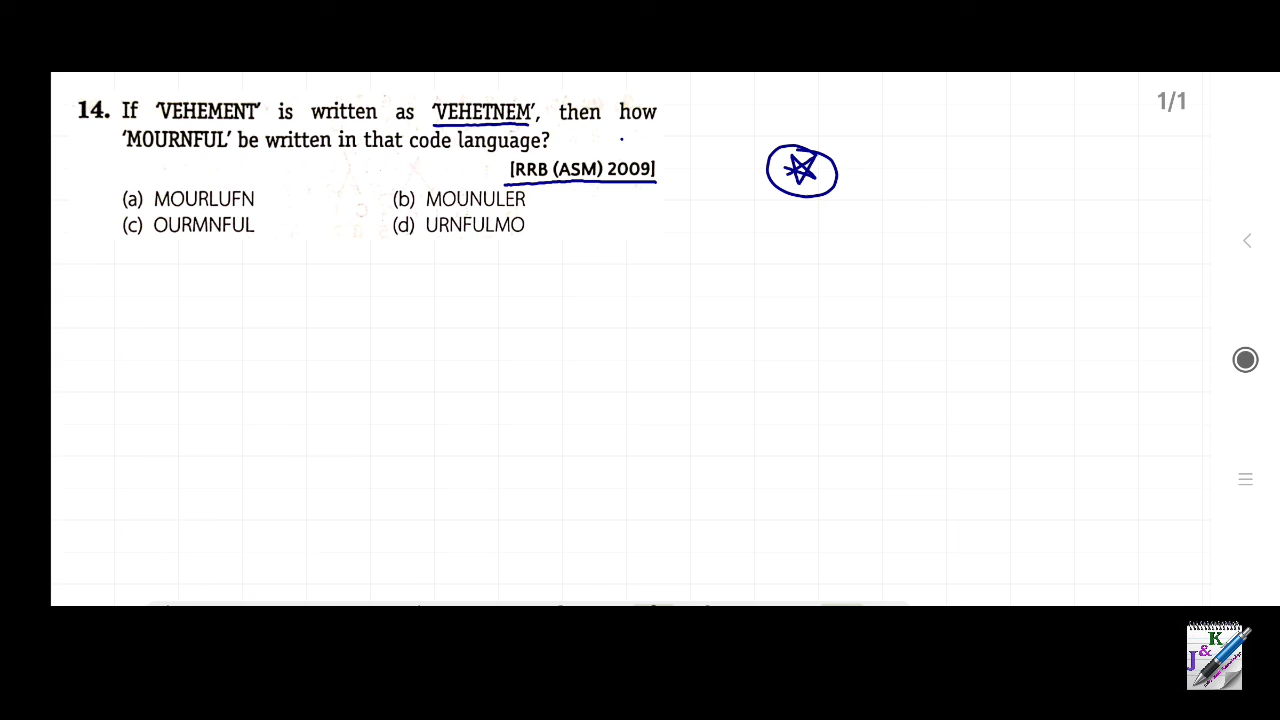 1/1
14. If ‘VEHEMENT’ is written as ‘VEHETNEM’, then how
‘MOURNFUL’ be written in that code language?
[RRB (ASM) 2009]
(a) MOURLUFN (b) MOUNULER
(c) OURMNFUL (d) URNFULMO
J&K